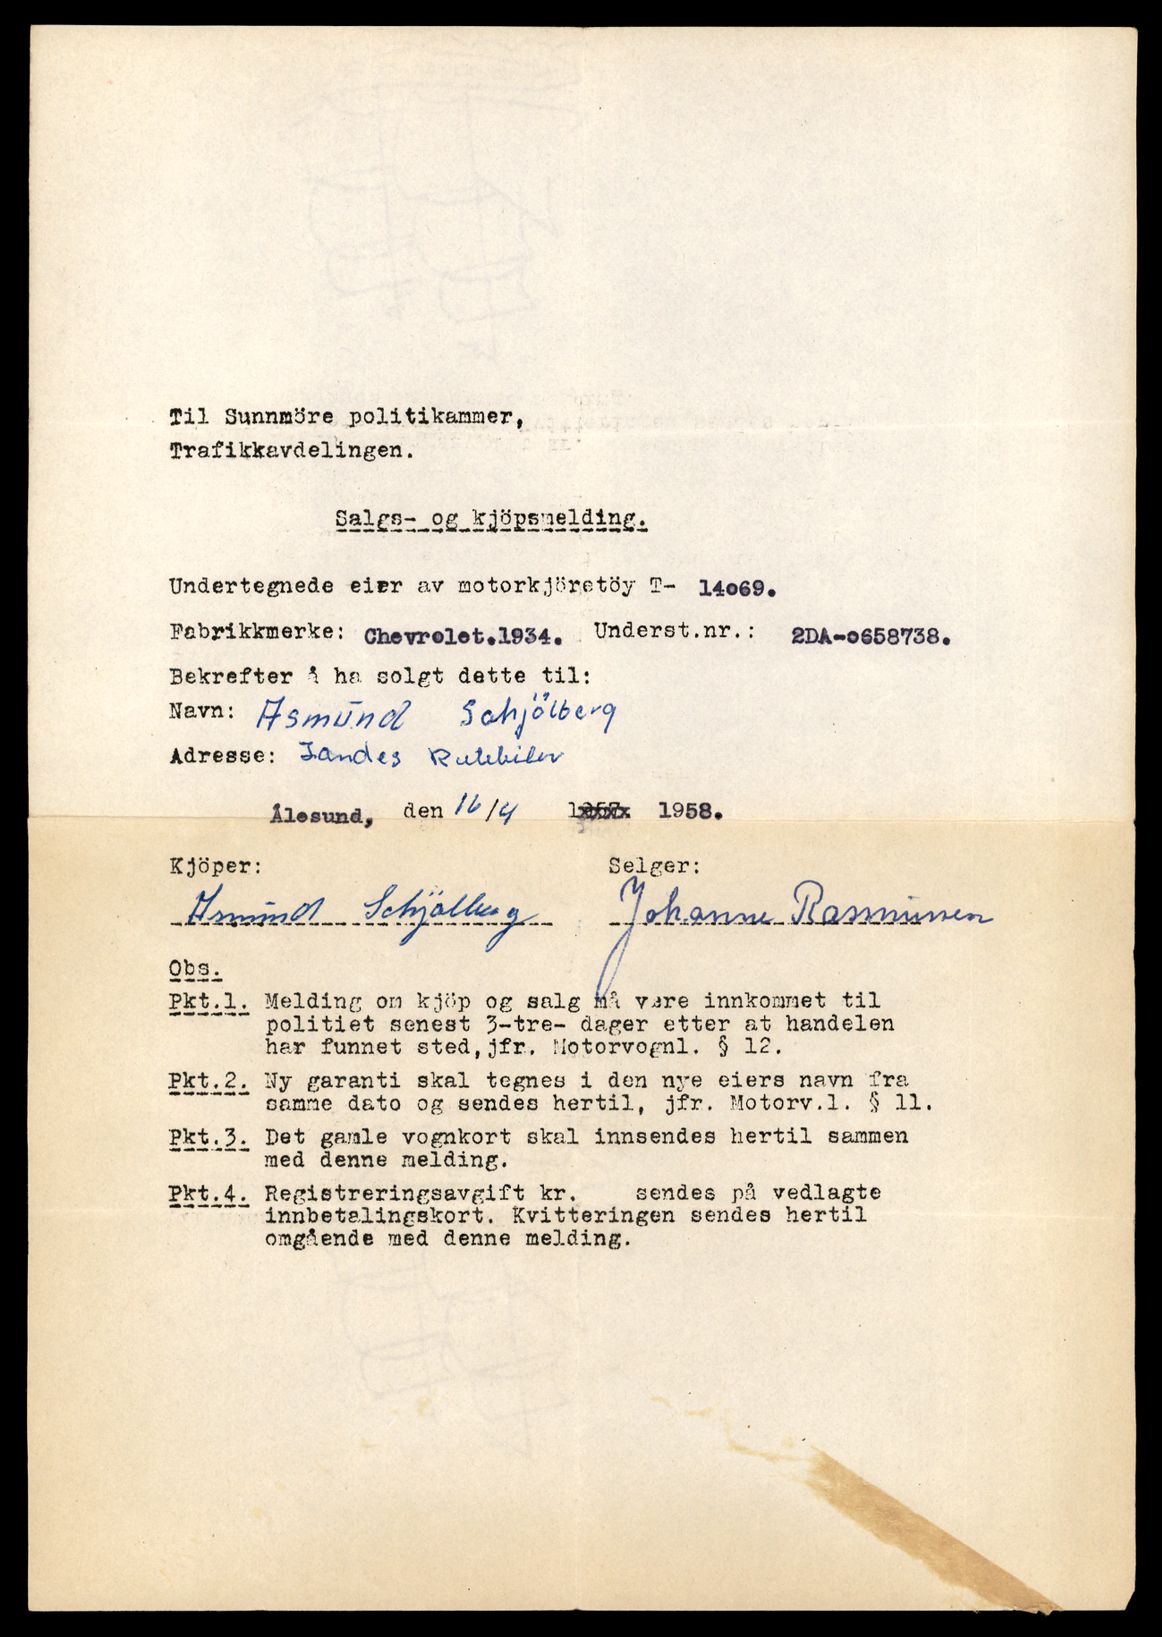 Til Sunnmöre politikammer,
Trafikkavdelingen.
Salgs- og kjöpsmelding.
Undertegnede eier av motorkjöretöy T- 14069.
Fabrikkmerke: Chevrolet.1934. Underst.nr.: 2DA-0658738.
Bekrefter å ha solgt dette til:
Navn: Asmund Schjölberg
Adresse: Landes Rutebiler
Ålesund, den 16/4 1957 1958.
Kjöper: Selger:
Asmund Schjölberg Johanne Rasmussen
Obs.
Pkt.1. Melding om kjöp og salg må være innkommet til
politiet senest 3-tre- dager etter at handelen
har funnet sted, jfr. Motorvognl. § 12.
Pkt.2. Ny garanti skal tegnes i den nye eiers navn fra
samme dato og sendes hertil, jfr. Motorv.l. § 11.
Pkt.3. Det gamle vognkort skal innsendes hertil sammen
med denne melding.
Pkt.4. Registreringsavgift kr. sendes på vedlagte
innbetalingskort. Kvitteringen sendes hertil
omgående med denne melding.